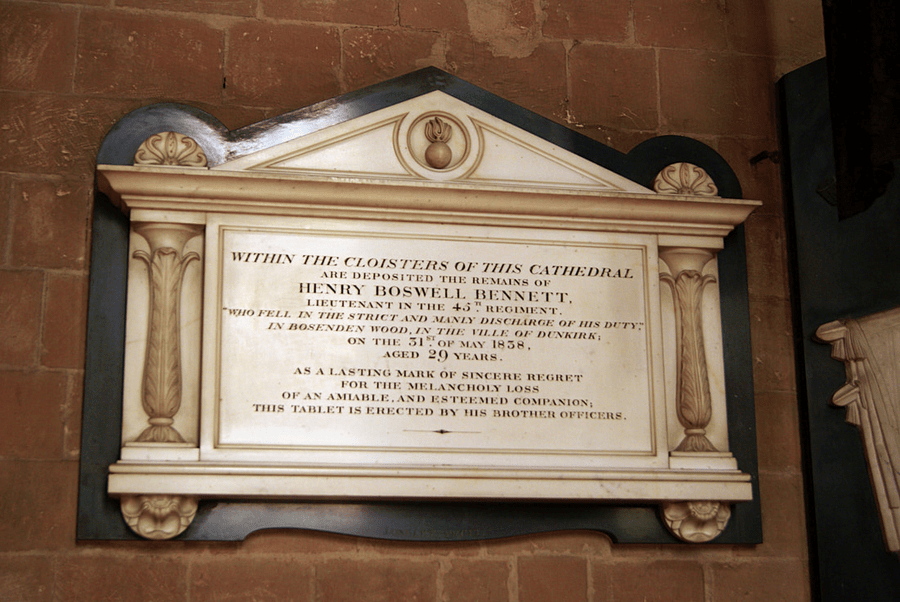 WITHIN THE CLOISTERS OF THIS CATHEDRAL
ARE DEPOSITED THE REMAINS OF
HENRY BOSWELL BENNETT,
LIEUTENANT IN THE 45TH REGIMENT.
"WHO FELL IN THE STRICT AND MANLY DISCHARGE OF HIS DUTY,"
IN BOSENDEN WOOD, IN THE VILLE OF DUNKIRK;
ON THE 31ST OF MAY 1838,
AGED 29 YEARS.
AS A LASTING MARK OF SINCERE REGRET
FOR THE MELANCHOLY LOSS
OF AN AMIABLE, AND ESTEEMED COMPANION;
THIS TABLET IS ERECTED BY HIS BROTHER OFFICERS.